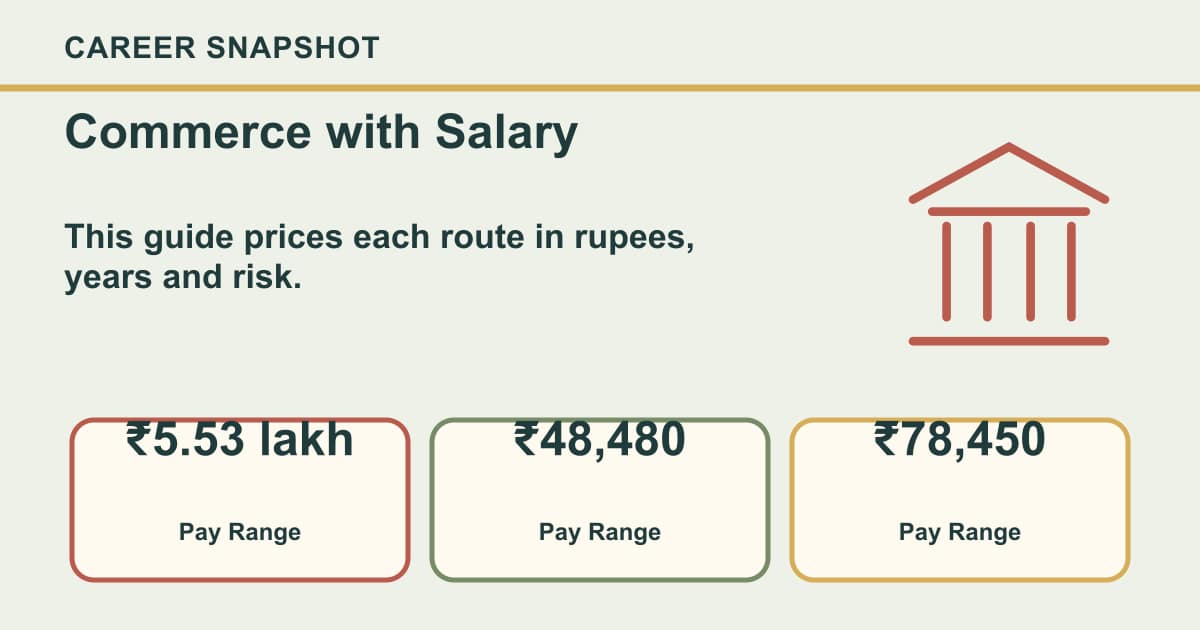 CAREER SNAPSHOT
Commerce with Salary
This guide prices each route in rupees,
years and risk.
₹5.53 lakh
Pay Range
₹48,480
Pay Range
₹78,450
Pay Range